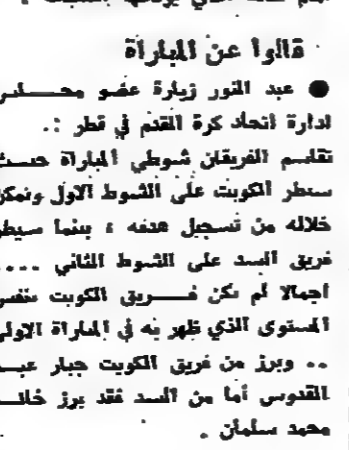 قالوا عن المباراة
● عبد النور زيارة عضو مجلس
ادارة اتحاد كرة القدم في قطر :.
تقاسم الفريقان شوطي المباراة حيث
سيطر الكويت على الشوط الاول وتمكن
خلاله من تسجيل هدفه ؛ بينما سيطر
فريق السد على الشوط الثاني ....
اجمالا لم يكن فريق الكويت بنفس
المستوى الذي ظهر به في المباراة الاولى
.. وبرز من فريق الكويت جبار عبد
القدوس أما من السد فقد برز خالد
محمد سلمان .